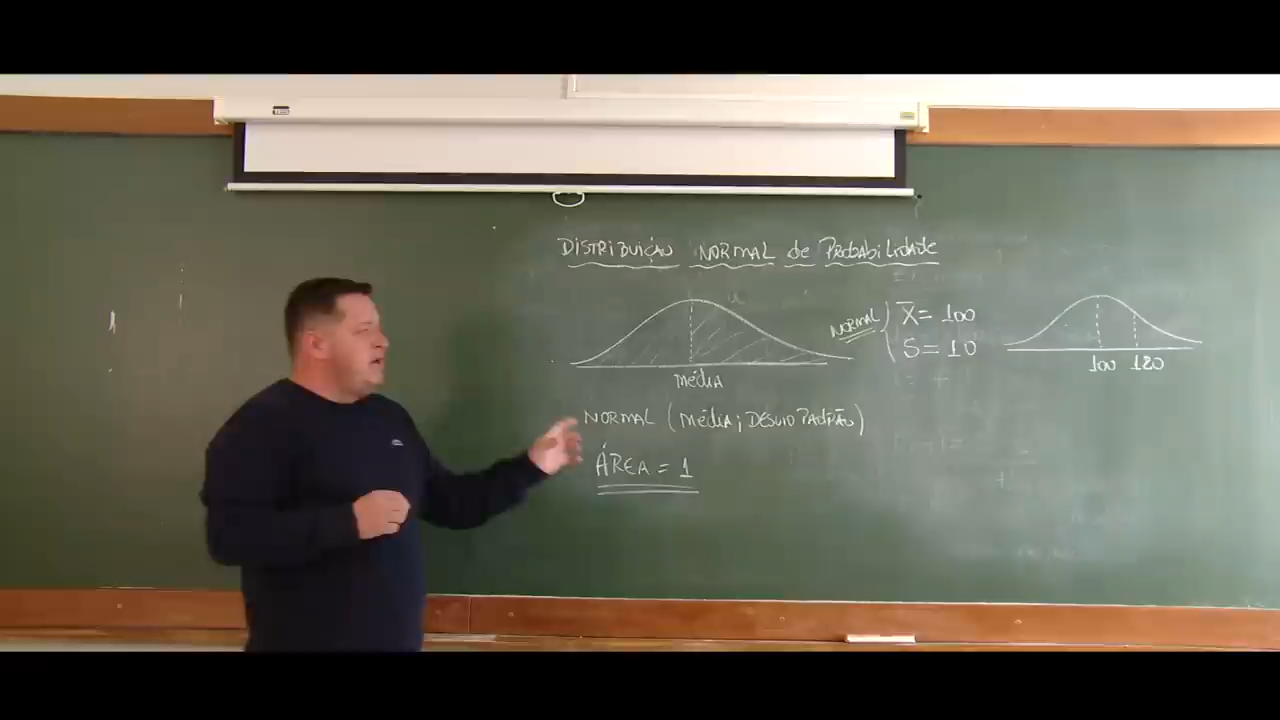 DISTRIBUIÇÃO NORMAL de PRObabiLidade
média
NORMAL (média; DESVIO PADRÃO)
ÁREA = 1
NORMAL { X̅ = 100
S = 10
100 120